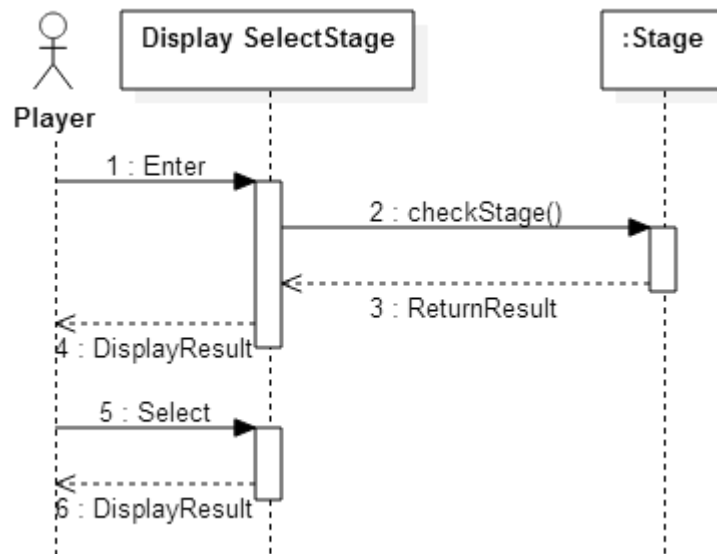 Display SelectStage
:Stage
Player
1 : Enter
2 : checkStage()
3 : ReturnResult
4 : DisplayResult
5 : Select
6 : DisplayResult